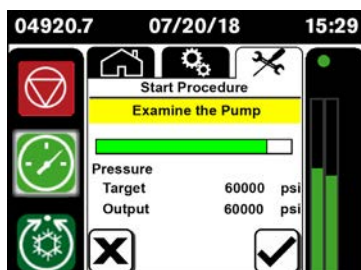 04920.7 07/20/18 15:29
Start Procedure
Examine the Pump
Pressure
Target 60000 psi
Output 60000 psi